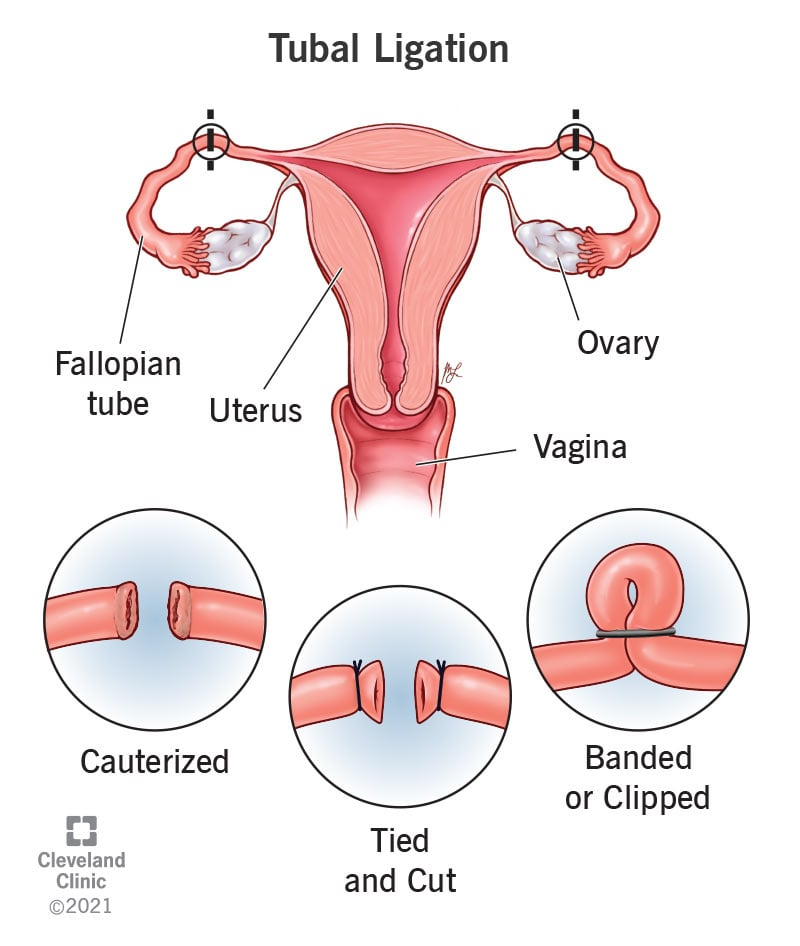 Tubal Ligation
Fallopian
tube
Uterus
Ovary
Vagina
Cauterized
Tied
and Cut
Banded
or Clipped
Cleveland
Clinic
©2021